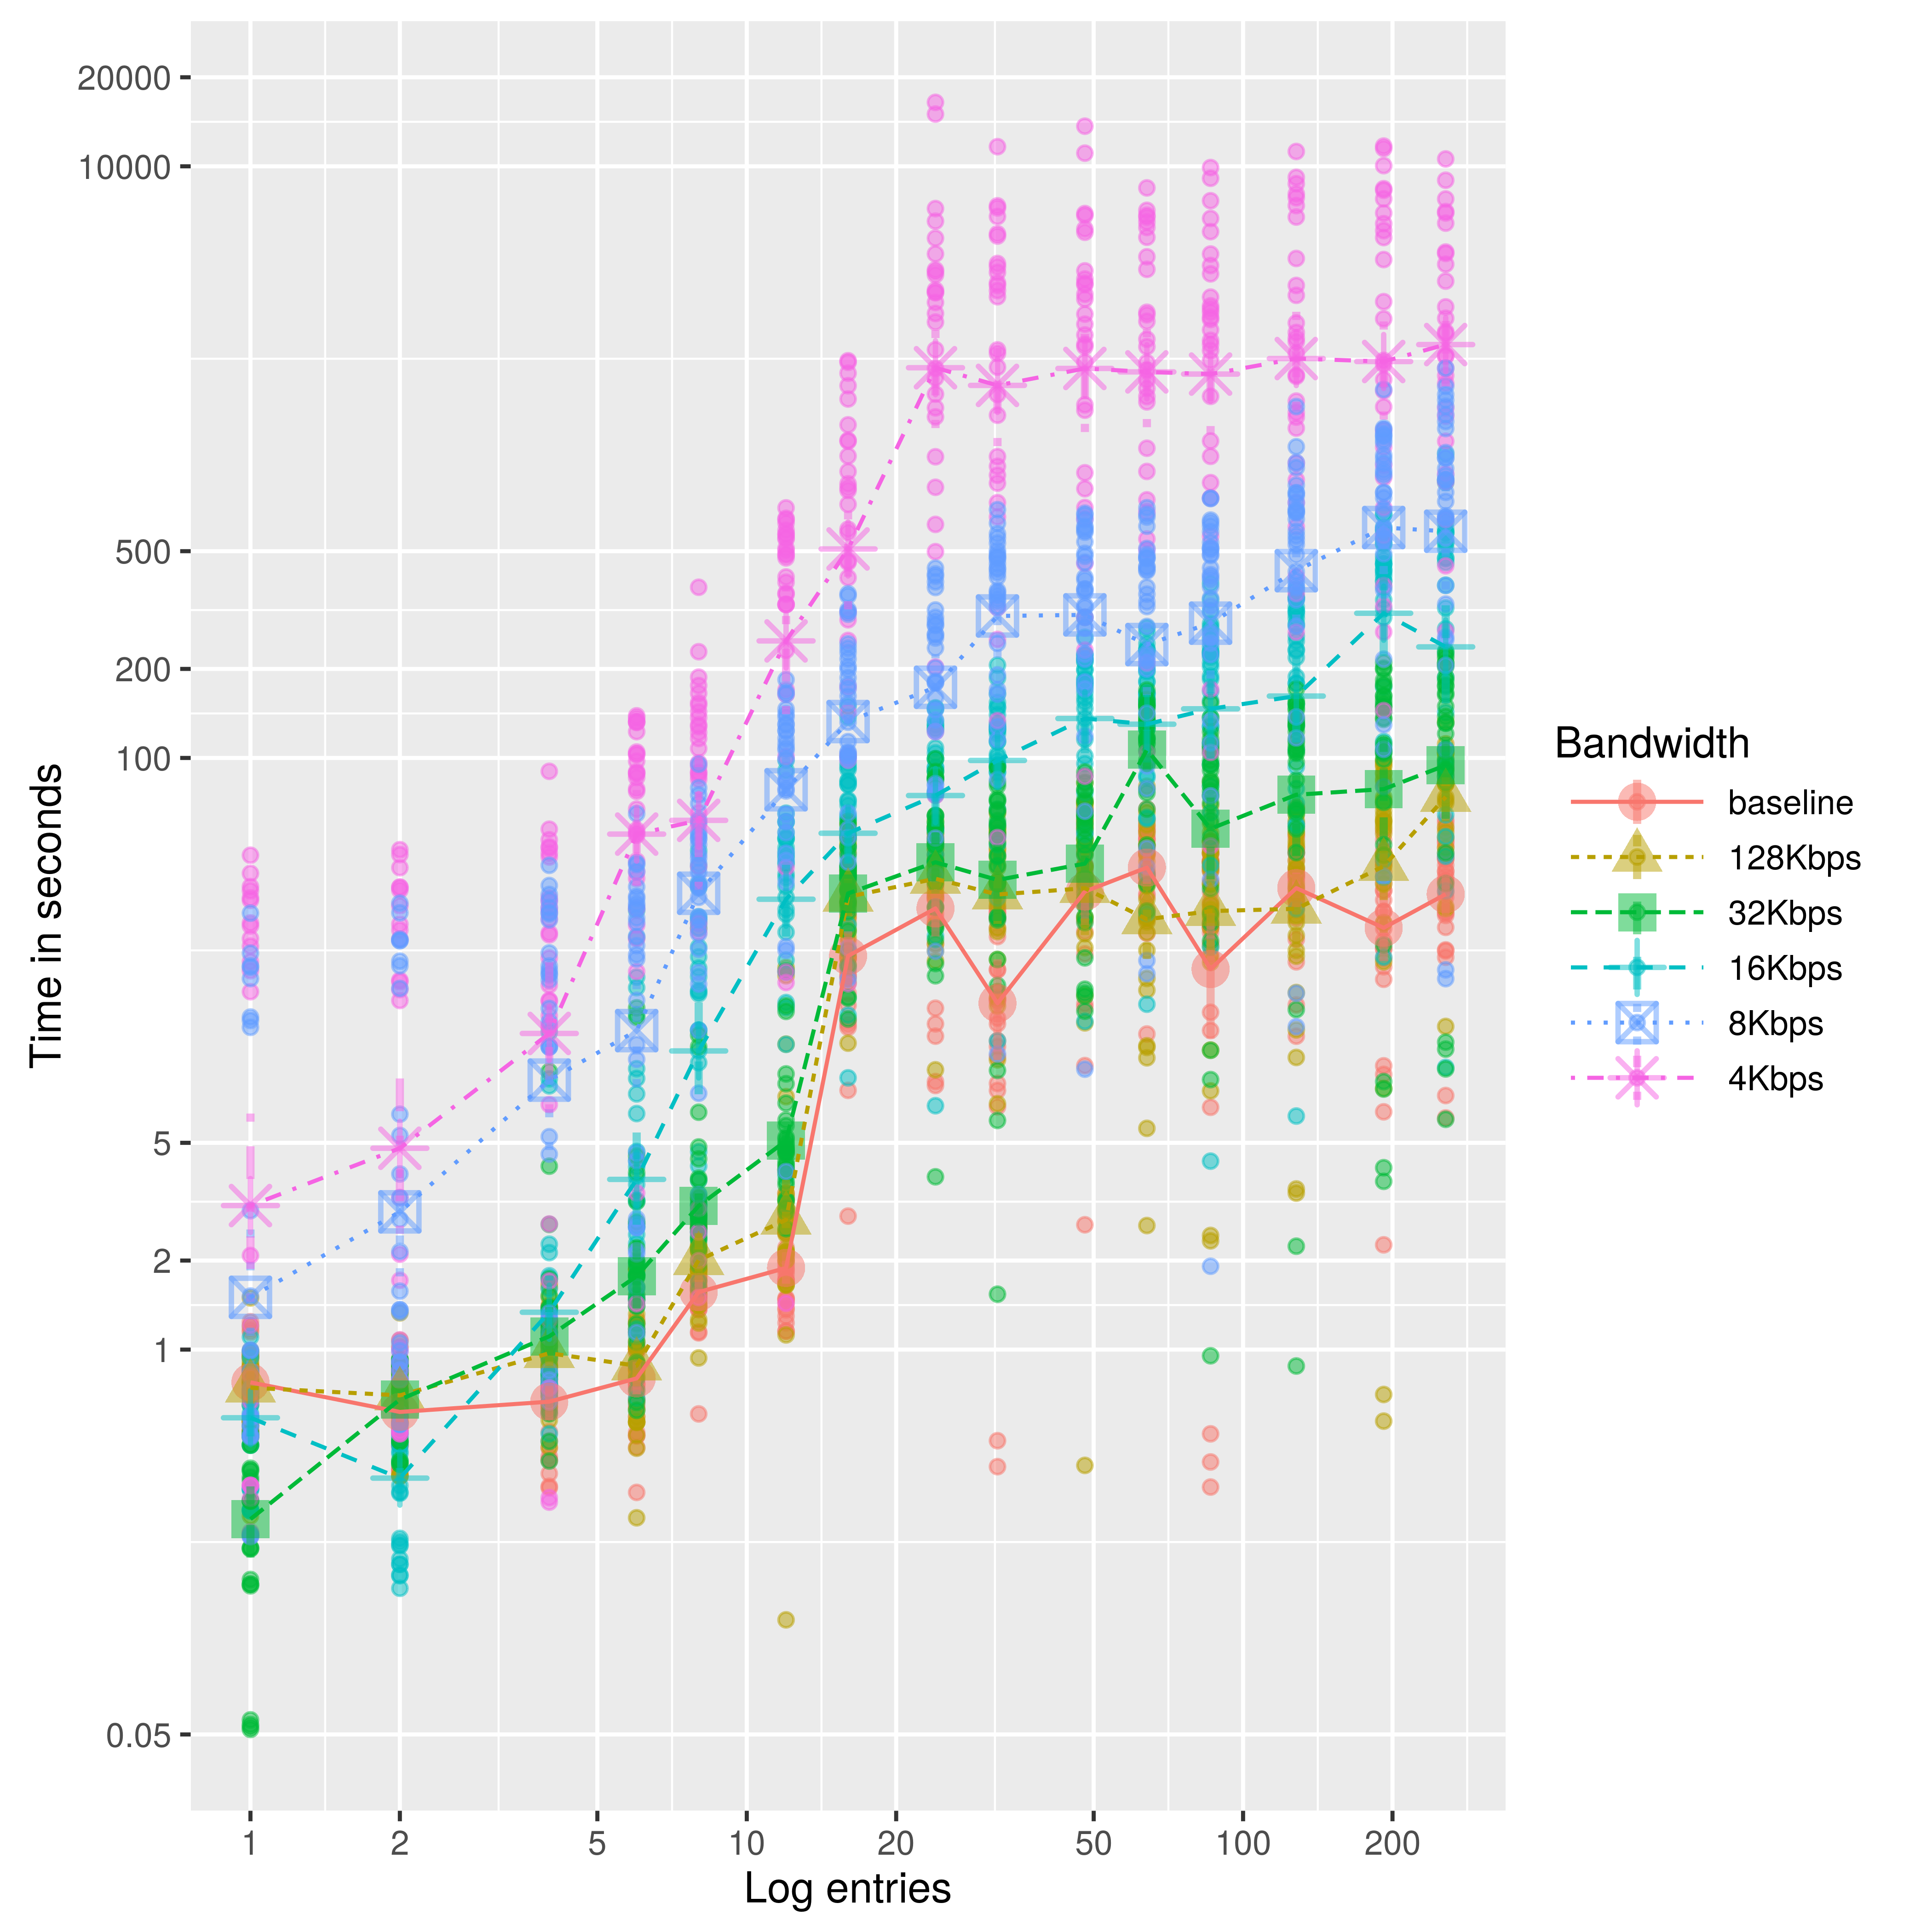 20000
10000
500
200
100
5
2
1
0.05
Time in seconds
1
2
5
10
20
50
100
200
Log entries
Bandwidth
baseline
128Kbps
32Kbps
16Kbps
8Kbps
4Kbps